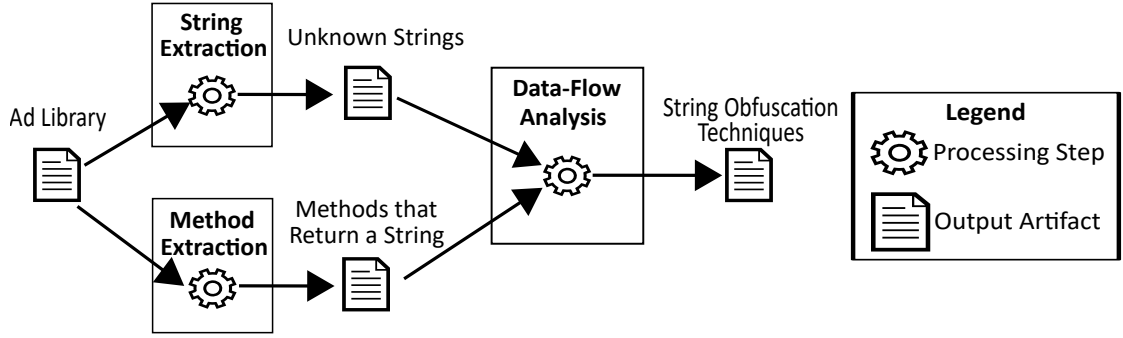 Ad Library
String
Extraction
Unknown Strings
Method
Extraction
Methods that
Return a String
Data-Flow
Analysis
String Obfuscation
Techniques
Legend
Processing Step
Output Artifact